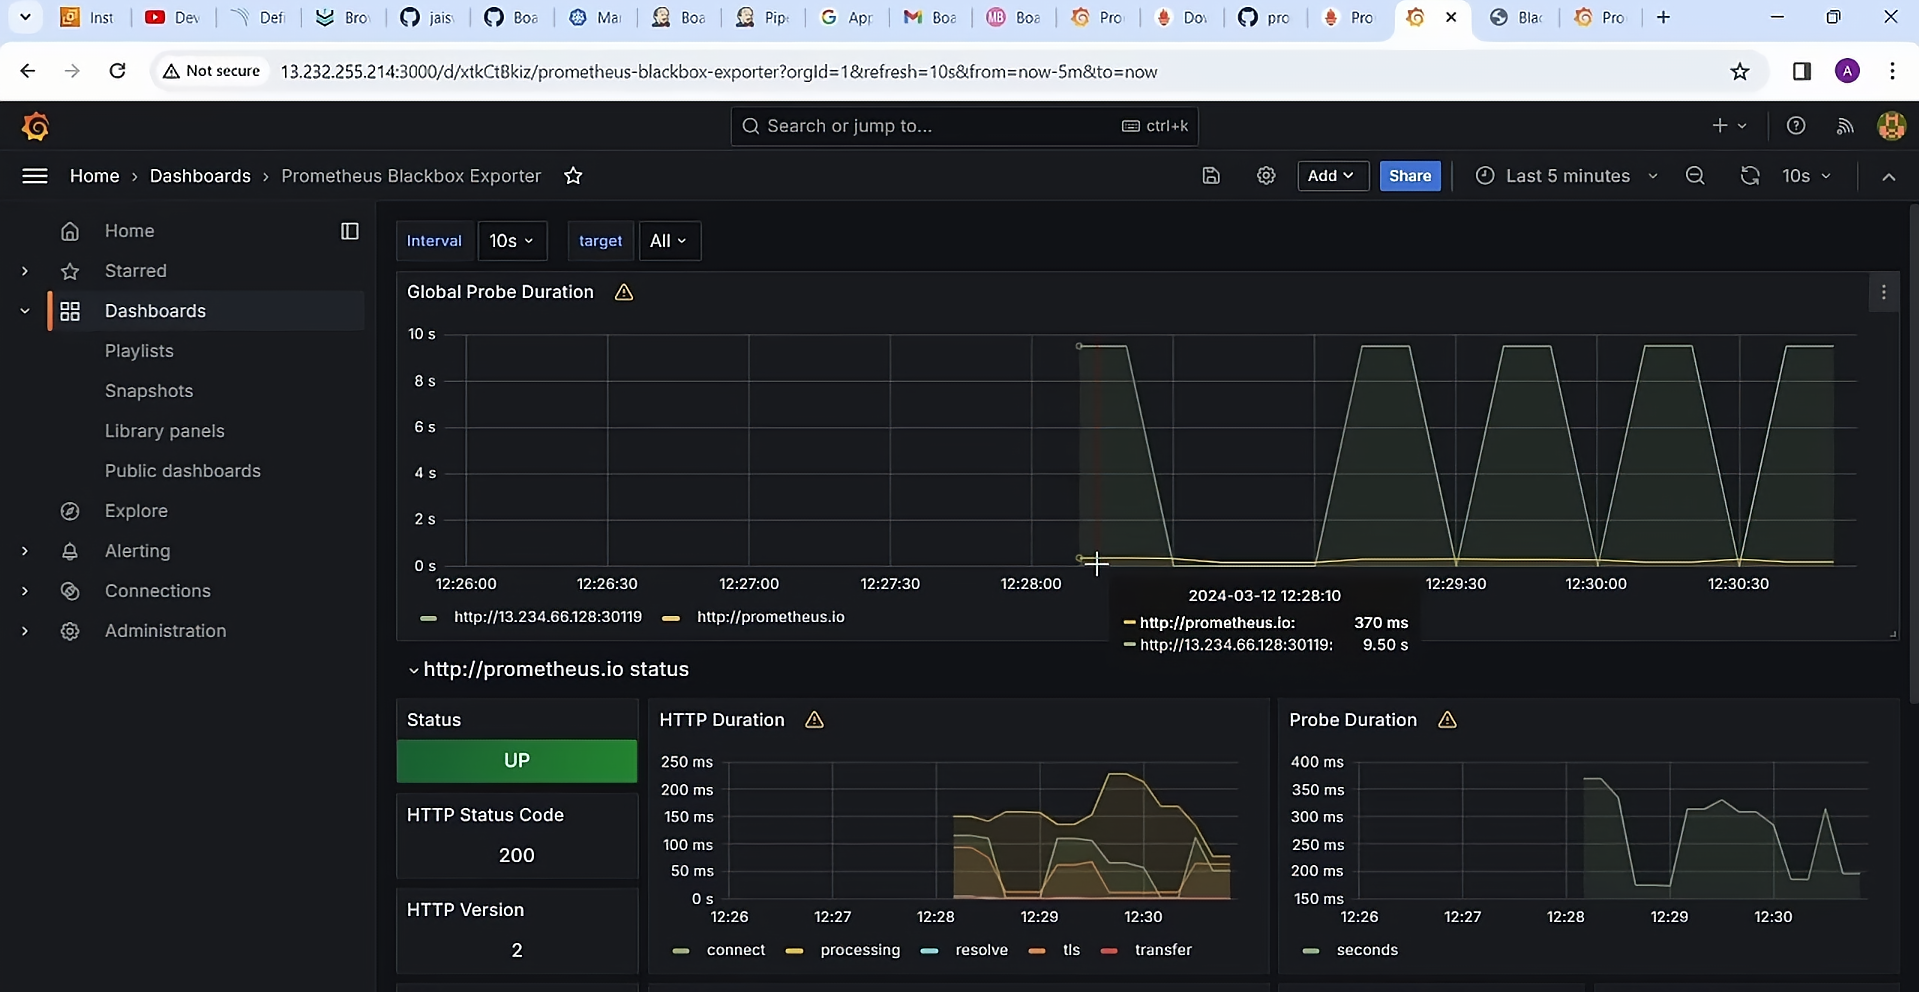 Inst
Dev
Defi
Bro
jais
Boa
Mar
Boa
Pipe
App
Boa
MB
Boa
Pro
Dov
pro
Pro
Blac
Pro
Not secure
13.232.255.214:3000/d/xtkCtBkiz/prometheus-blackbox-exporter?orgId=1&refresh=10s&from=now-5m&to=now
A
Search or jump to...
ctrl+k
Home › Dashboards › Prometheus Blackbox Exporter
Add
Share
Last 5 minutes
10s
Home
Starred
Dashboards
Playlists
Snapshots
Library panels
Public dashboards
Explore
Alerting
Connections
Administration
Interval
10s
target
All
Global Probe Duration
10 s
8 s
6 s
4 s
2 s
0 s
12:26:00
12:26:30
12:27:00
12:27:30
12:28:00
12:29:30
12:30:00
12:30:30
http://13.234.66.128:30119
http://prometheus.io
2024-03-12 12:28:10
http://prometheus.io: 370 ms
http://13.234.66.128:30119: 9.50 s
http://prometheus.io status
Status
UP
HTTP Status Code
200
HTTP Version
2
HTTP Duration
250 ms
200 ms
150 ms
100 ms
50 ms
0 s
12:26
12:27
12:28
12:29
12:30
connect
processing
resolve
tls
transfer
Probe Duration
400 ms
350 ms
300 ms
250 ms
200 ms
150 ms
12:26
12:27
12:28
12:29
12:30
seconds